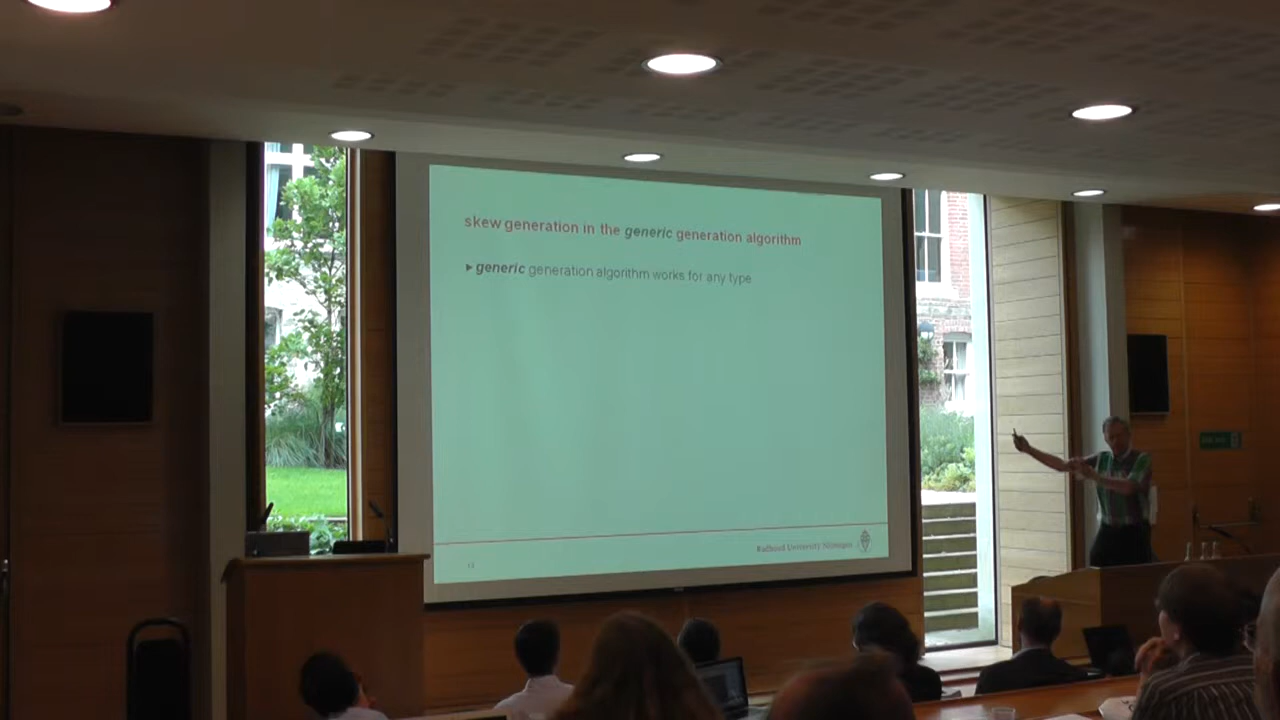 skew generation in the generic generation algorithm
▸ generic generation algorithm works for any type
Radboud University Nijmegen